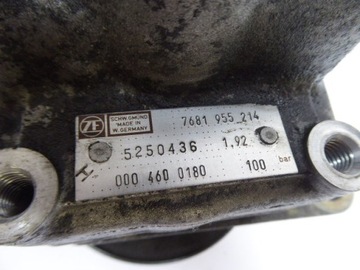 ZF
SCHW.GMÜND
MADE IN
W. GERMANY
7681 955 214
5250436 1.92
000 460 0180 100 bar